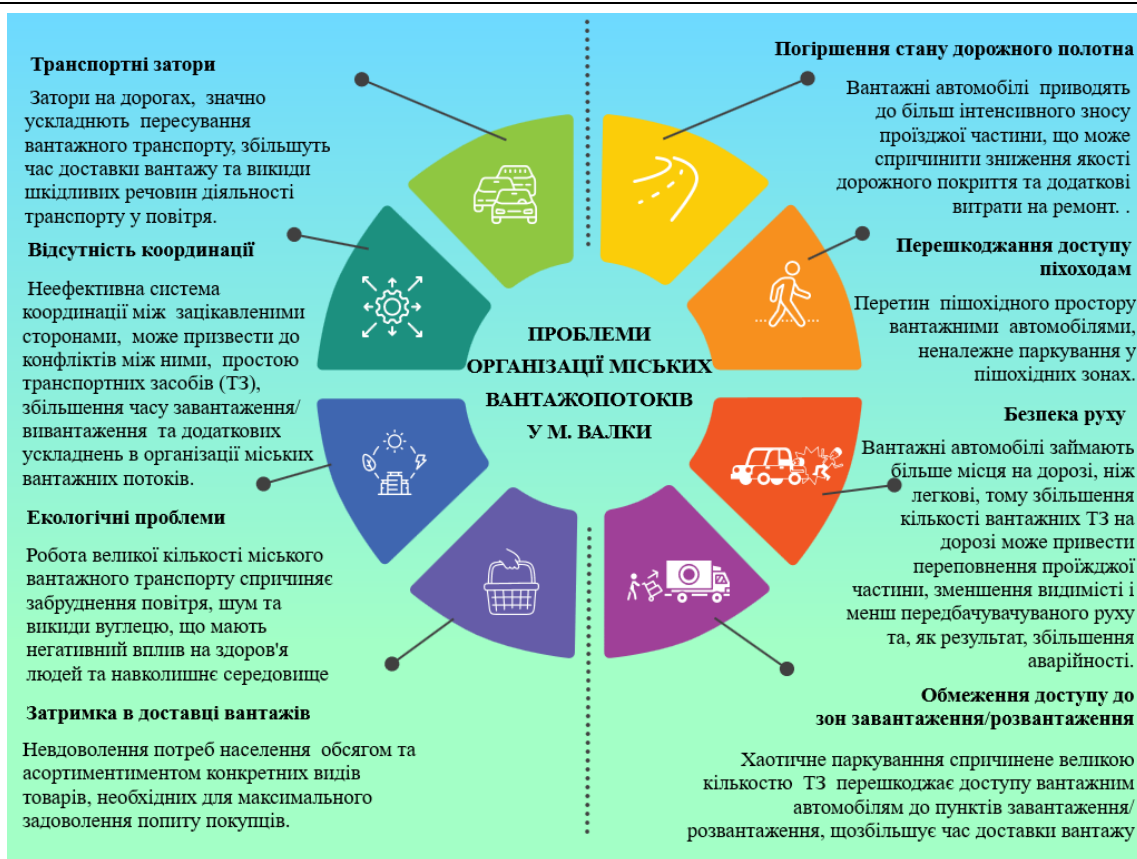 Транспортні затори
Затори на дорогах, значно
ускладнюють пересування
вантажного транспорту, збільшуть
час доставки вантажу та викиди
шкідливих речовин діяльності
транспорту у повітря.
Відсутність координації
Неефективна система
координації між зацікавленими
сторонами, може призвести до
конфліктів між ними, простою
транспортних засобів (ТЗ),
збільшення часу завантаження/
вивантаження та додаткових
ускладнень в організації міських
вантажних потоків.
Екологічні проблеми
Робота великої кількості міського
вантажного транспорту спричиняє
забруднення повітря, шум та
викиди вуглецю, що мають
негативний вплив на здоров'я
людей та навколишнє середовище
Затримка в доставці вантажів
Невдоволення потреб населення обсягом та
асортиментиментом конкретних видів
товарів, необхідних для максимального
задоволення попиту покупців.
ПРОБЛЕМИ
ОРГАНІЗАЦІЇ МІСЬКИХ
ВАНТАЖОПОТОКІВ
У М. ВАЛКИ
Погіршення стану дорожного полотна
Вантажні автомобілі приводять
до більш інтенсивного зносу
проїзджої частини, що може
спричинити зниження якості
дорожного покриття та додаткові
витрати на ремонт. .
Перешкоджання доступу
піхоходам
Перетин пішохідного простору
вантажними автомобілями,
неналежне паркування у
пішохідних зонах.
Безпека руху
Вантажні автомобілі займають
більше місця на дорозі, ніж
легкові, тому збільшення
кількості вантажних ТЗ на
дорозі може привести
переповнення проїжджої
частини, зменшення видимісті і
менш передбачувачуваного руху
та, як результат, збільшення
аварійності.
Обмеження доступу до
зон завантаження/розвантаження
Хаотичне паркуванння спричинене великою
кількостю ТЗ перешкоджає доступу вантажним
автомобілям до пунктів завантаження/
розвантаження, щозбільшує час доставки вантажу